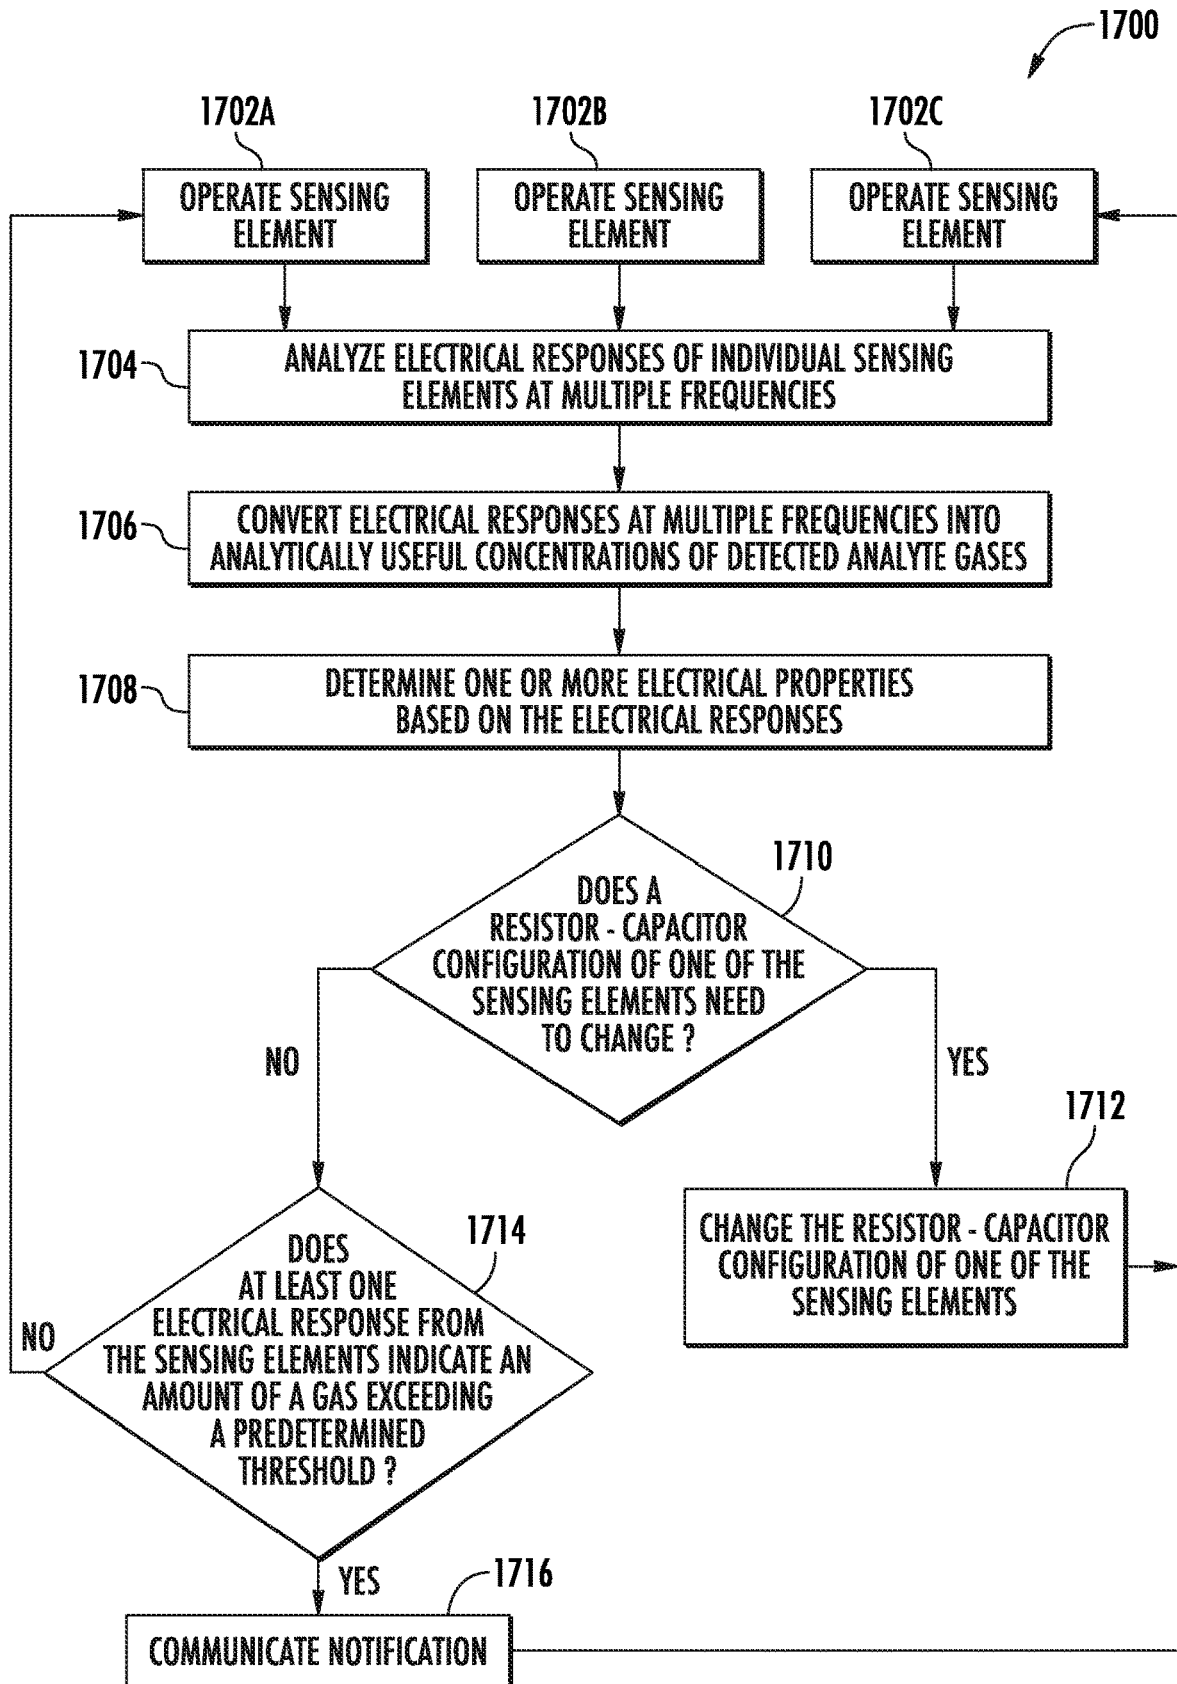 1700
1702A
1702B
1702C
OPERATE SENSING
ELEMENT
OPERATE SENSING
ELEMENT
OPERATE SENSING
ELEMENT
1704
ANALYZE ELECTRICAL RESPONSES OF INDIVIDUAL SENSING
ELEMENTS AT MULTIPLE FREQUENCIES
1706
CONVERT ELECTRICAL RESPONSES AT MULTIPLE FREQUENCIES INTO
ANALYTICALLY USEFUL CONCENTRATIONS OF DETECTED ANALYTE GASES
1708
DETERMINE ONE OR MORE ELECTRICAL PROPERTIES
BASED ON THE ELECTRICAL RESPONSES
1710
DOES A
RESISTOR - CAPACITOR
CONFIGURATION OF ONE OF THE
SENSING ELEMENTS NEED
TO CHANGE ?
NO
YES
1712
CHANGE THE RESISTOR - CAPACITOR
CONFIGURATION OF ONE OF THE
SENSING ELEMENTS
1714
DOES
AT LEAST ONE
ELECTRICAL RESPONSE FROM
THE SENSING ELEMENTS INDICATE AN
AMOUNT OF A GAS EXCEEDING
A PREDETERMINED
THRESHOLD ?
NO
YES
1716
COMMUNICATE NOTIFICATION